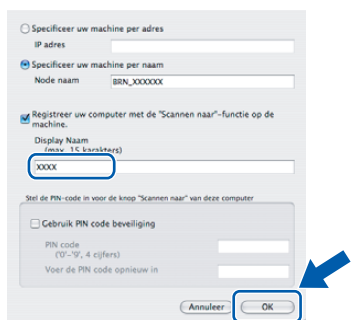 Specificeer uw machine per adres
IP adres
Specificeer uw machine per naam
Node naam BRN_XXXXXX
Registreer uw computer met de "Scannen naar"-functie op de
machine.
Display Naam
(max. 15 karakters)
XXXX
Stel de PIN-code in voor de knop "Scannen naar" van deze computer
Gebruik PIN code beveiliging
PIN code
('0'-'9', 4 cijfers)
Voer de PIN code opnieuw in
Annuleer OK